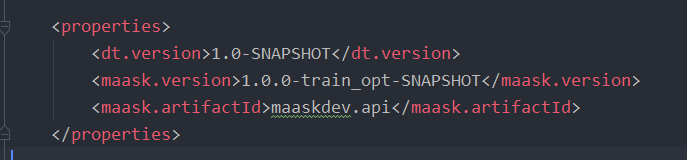 <properties>
<dt.version>1.0-SNAPSHOT</dt.version>
<maask.version>1.0.0-train_opt-SNAPSHOT</maask.version>
<maask.artifactId>maaskdev.api</maask.artifactId>
</properties>